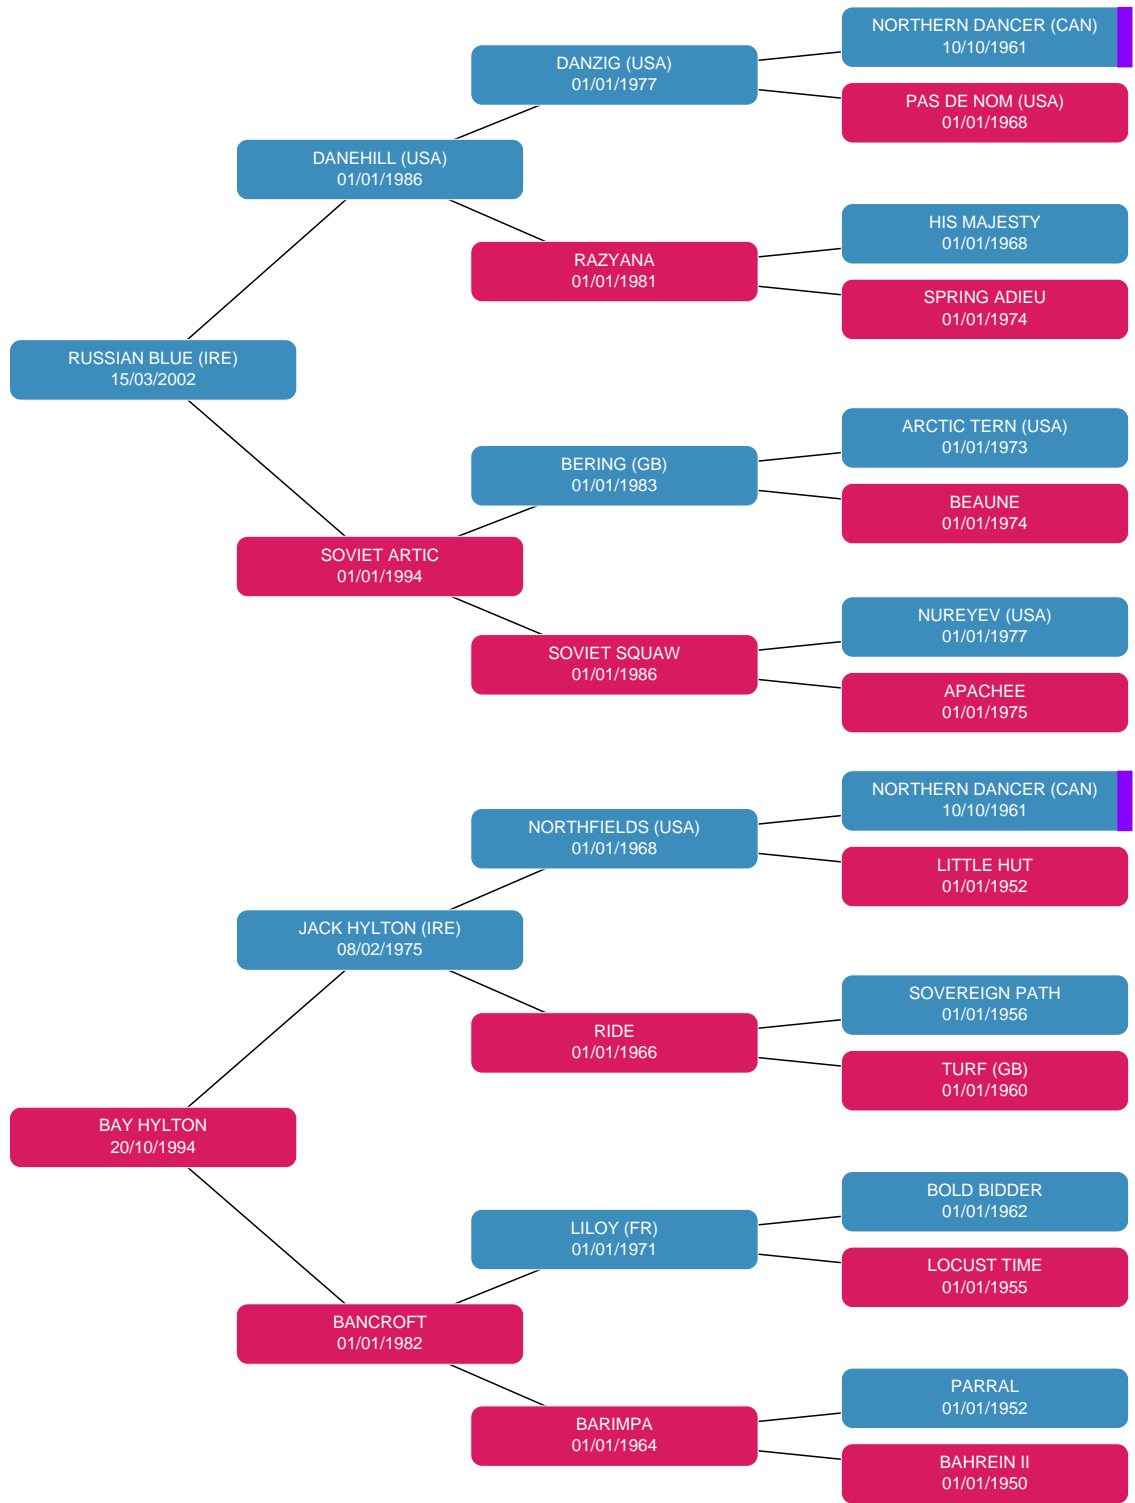 NORTHERN DANCER (CAN)
10/10/1961
DANZIG (USA)
01/01/1977
PAS DE NOM (USA)
01/01/1968
DANEHILL (USA)
01/01/1986
HIS MAJESTY
01/01/1968
RAZYANA
01/01/1981
SPRING ADIEU
01/01/1974
RUSSIAN BLUE (IRE)
15/03/2002
ARCTIC TERN (USA)
01/01/1973
BERING (GB)
01/01/1983
BEAUNE
01/01/1974
SOVIET ARTIC
01/01/1994
NUREYEV (USA)
01/01/1977
SOVIET SQUAW
01/01/1986
APACHEE
01/01/1975
NORTHERN DANCER (CAN)
10/10/1961
NORTHFIELDS (USA)
01/01/1968
LITTLE HUT
01/01/1952
JACK HYLTON (IRE)
08/02/1975
SOVEREIGN PATH
01/01/1956
RIDE
01/01/1966
TURF (GB)
01/01/1960
BAY HYLTON
20/10/1994
BOLD BIDDER
01/01/1962
LILOY (FR)
01/01/1971
LOCUST TIME
01/01/1955
BANCROFT
01/01/1982
PARRAL
01/01/1952
BARIMPA
01/01/1964
BAHREIN II
01/01/1950